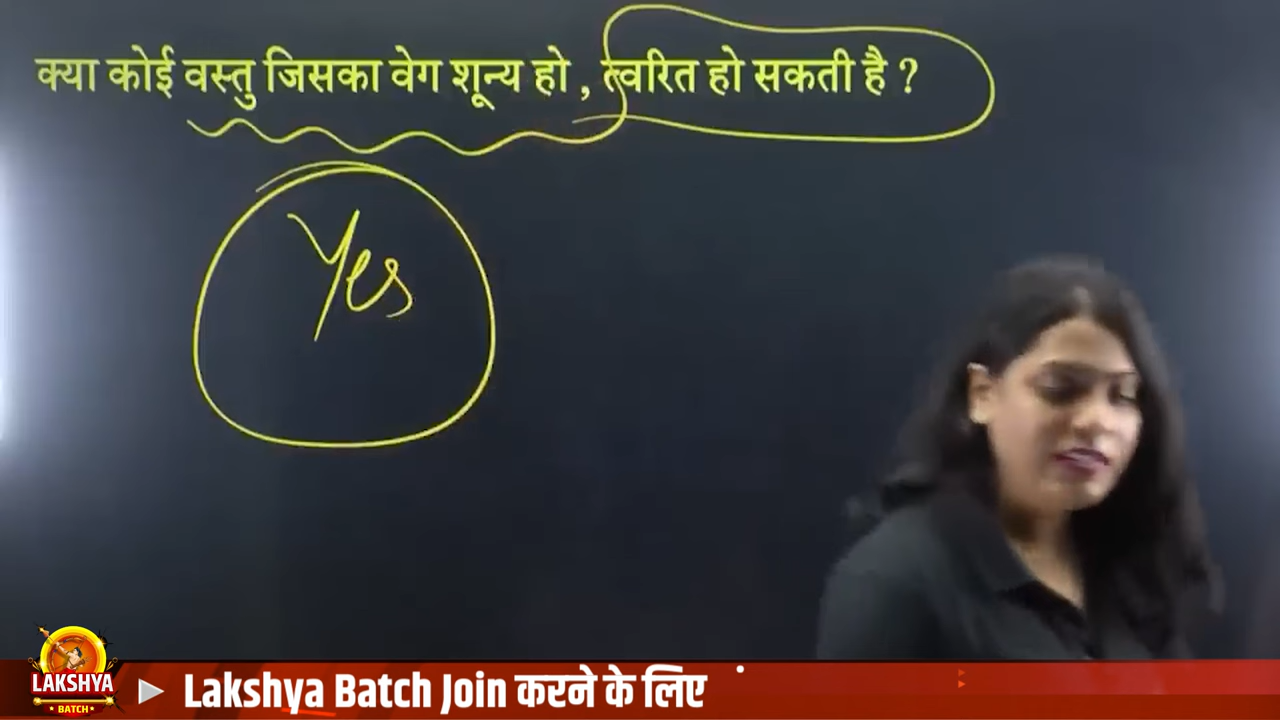 क्या कोई वस्तु जिसका वेग शून्य हो , त्वरित हो सकती है ?
Yes
LAKSHYA
BATCH
Lakshya Batch Join करने के लिए